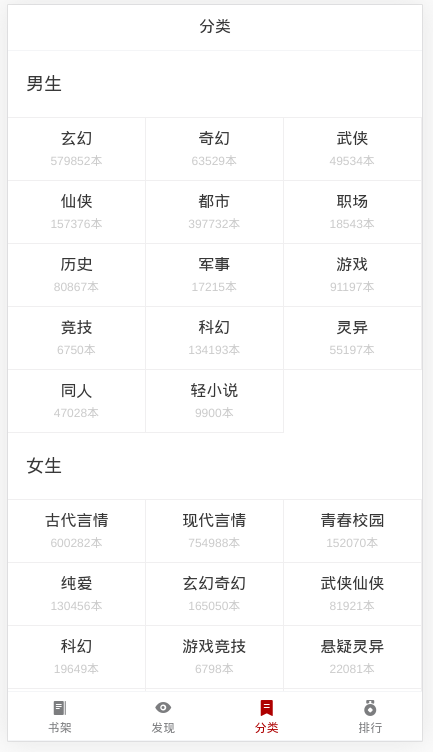 分类
男生
玄幻 奇幻 武侠
579852本 63529本 49534本
仙侠 都市 职场
157376本 397732本 18543本
历史 军事 游戏
80867本 17215本 91197本
竞技 科幻 灵异
6750本 134193本 55197本
同人 轻小说
47028本 9900本
女生
古代言情 现代言情 青春校园
600282本 754988本 152070本
纯爱 玄幻奇幻 武侠仙侠
130456本 165050本 81921本
科幻 游戏竞技 悬疑灵异
19649本 6798本 22081本
书架 发现 分类 排行